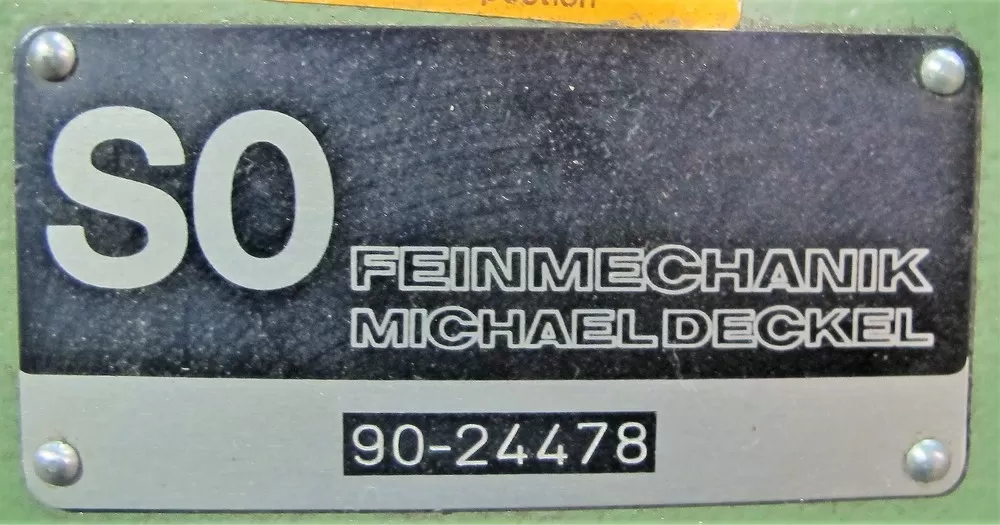 SO
FEINMECHANIK
MICHAEL DECKEL
90-24478